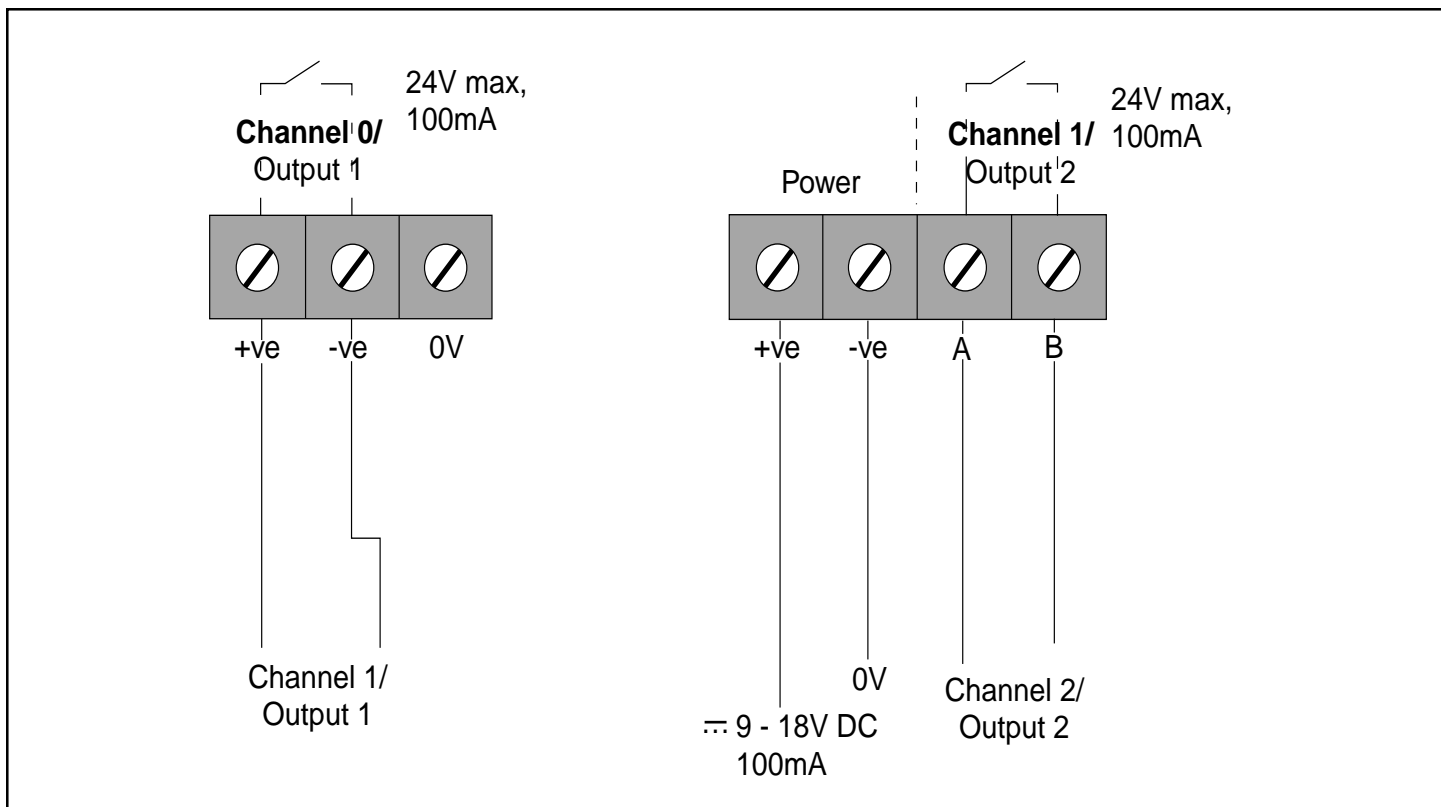 24V max,
100mA
Channel 0/
Output 1
+ve -ve 0V
Channel 1/
Output 1
24V max,
100mA
Channel 1/
Output 2
Power
+ve -ve A B
0V
9 - 18V DC
100mA
Channel 2/
Output 2